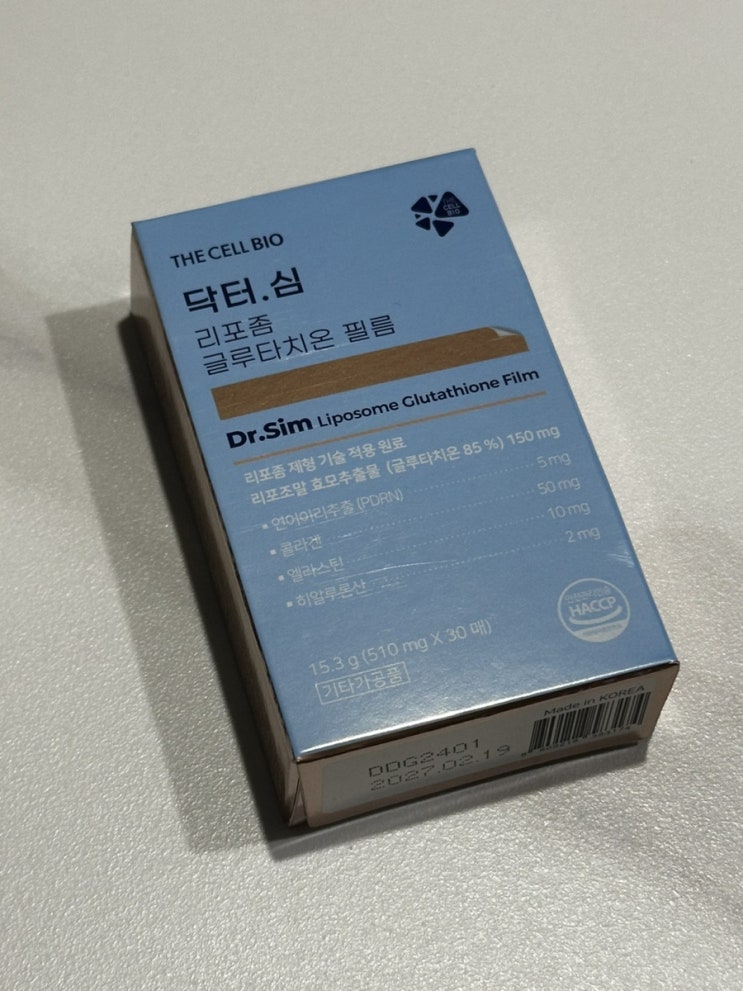 THE CELL BIO
THE
CELL
BIO
닥터.심
리포좀
글루타치온 필름
Dr.Sim Liposome Glutathione Film
리포좀 제형 기술 적용 원료
리포조말 효모추출물 (글루타치온 85 %) 150 mg
▪ 연어이리추출 (PDRN) 5 mg
▪ 콜라겐 50 mg
▪ 엘라스틴 10 mg
▪ 히알루론산 2 mg
HACCP
15.3 g (510 mg X 30 매)
기타가공품
Made in KOREA
DDG2401
2027.02.19